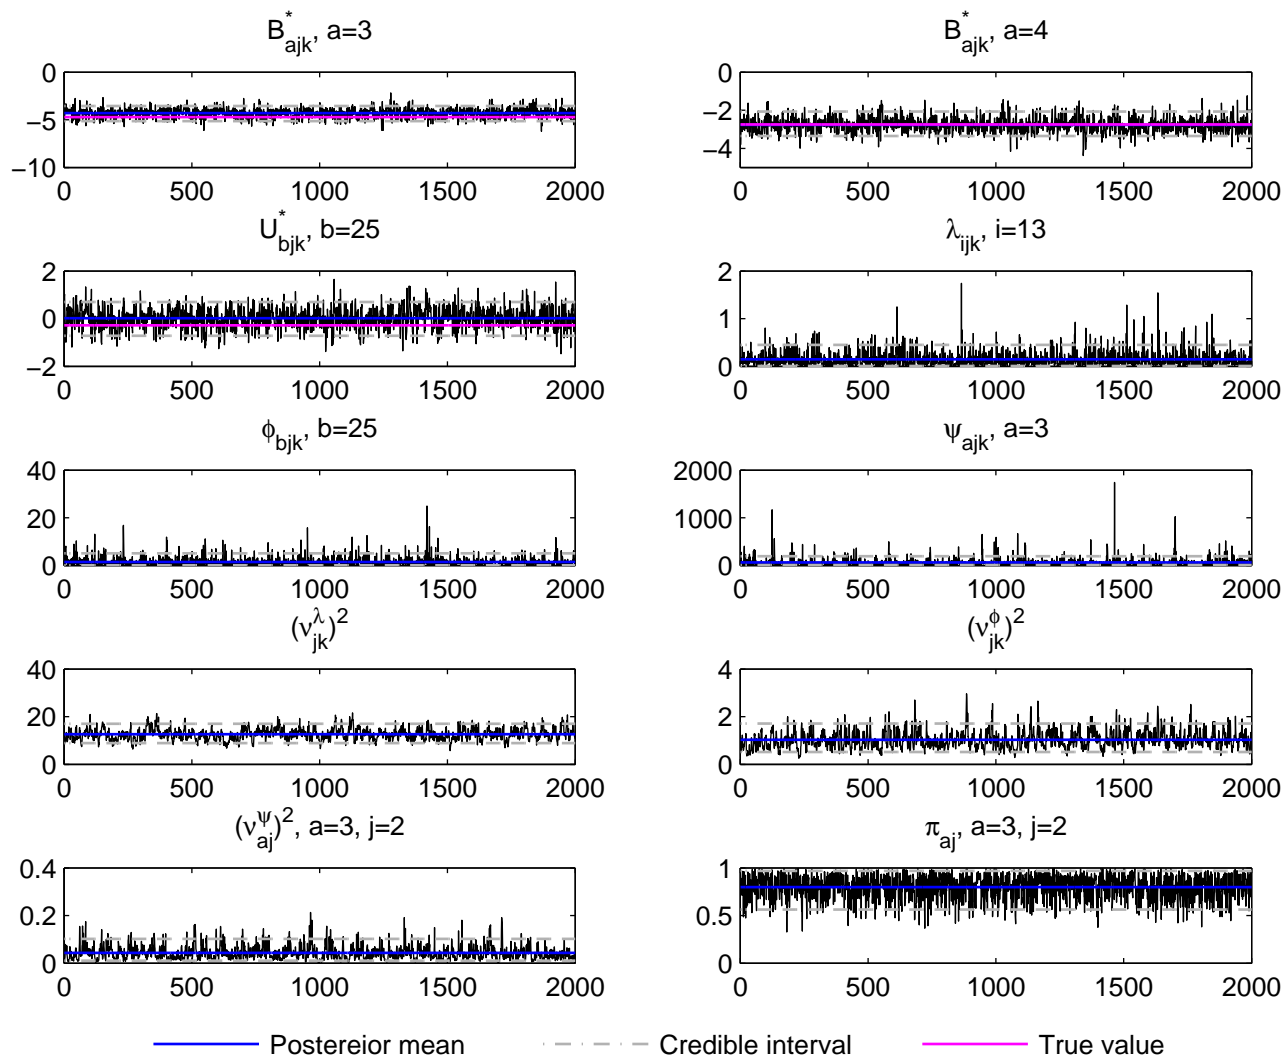 B*ajk, a=3
B*ajk, a=4
0
−5
−10
0 500 1000 1500 2000
0
−2
−4
0 500 1000 1500 2000
U*bjk, b=25
λijk, i=13
2
0
−2
0 500 1000 1500 2000
2
1
0
0 500 1000 1500 2000
ϕbjk, b=25
ψajk, a=3
40
20
0
0 500 1000 1500 2000
2000
1000
0
0 500 1000 1500 2000
(νλjk)2
(νϕjk)2
40
20
0
0 500 1000 1500 2000
4
2
0
0 500 1000 1500 2000
(νψaj)2, a=3, j=2
πaj, a=3, j=2
0.4
0.2
0
0 500 1000 1500 2000
1
0.5
0
0 500 1000 1500 2000
Postereior mean
Credible interval
True value